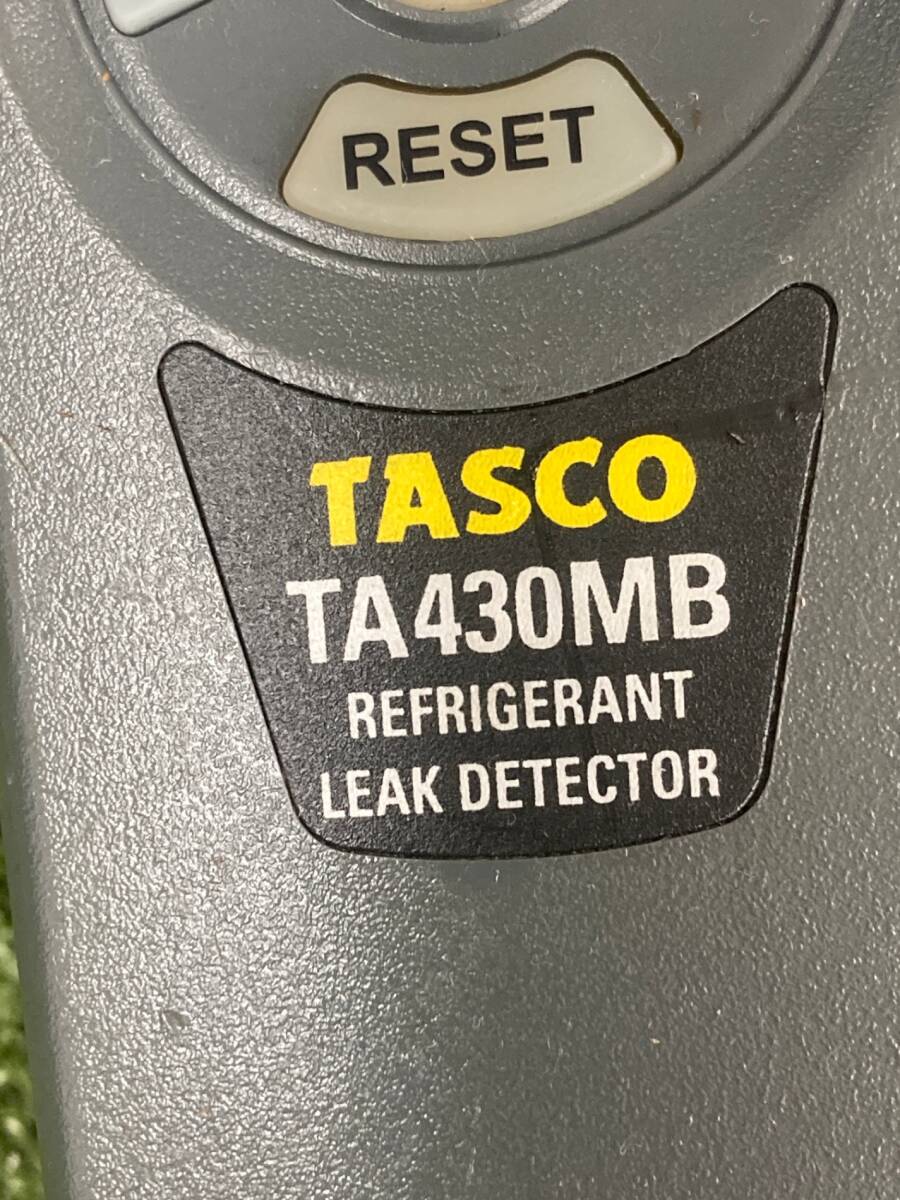 RESET
TASCO
TA430MB
REFRIGERANT
LEAK DETECTOR